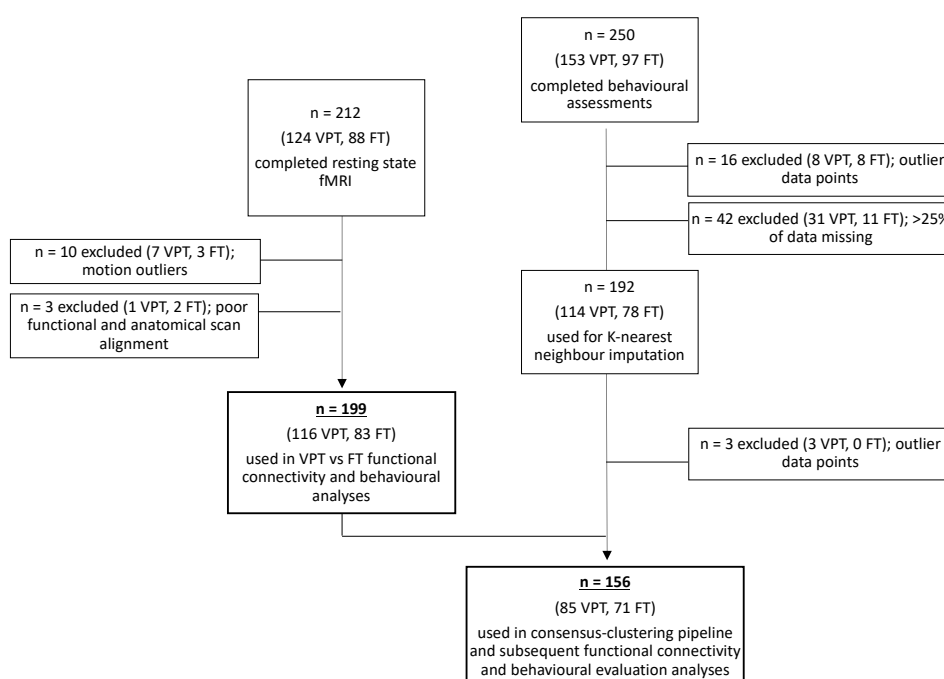 n = 250
(153 VPT, 97 FT)
completed behavioural
assessments
n = 212
(124 VPT, 88 FT)
completed resting state
fMRI
n = 16 excluded (8 VPT, 8 FT); outlier
data points
n = 42 excluded (31 VPT, 11 FT); >25%
of data missing
n = 10 excluded (7 VPT, 3 FT);
motion outliers
n = 3 excluded (1 VPT, 2 FT); poor
functional and anatomical scan
alignment
n = 192
(114 VPT, 78 FT)
used for K-nearest
neighbour imputation
n = 199
(116 VPT, 83 FT)
used in VPT vs FT functional
connectivity and behavioural
analyses
n = 3 excluded (3 VPT, 0 FT); outlier
data points
n = 156
(85 VPT, 71 FT)
used in consensus-clustering pipeline
and subsequent functional connectivity
and behavioural evaluation analyses